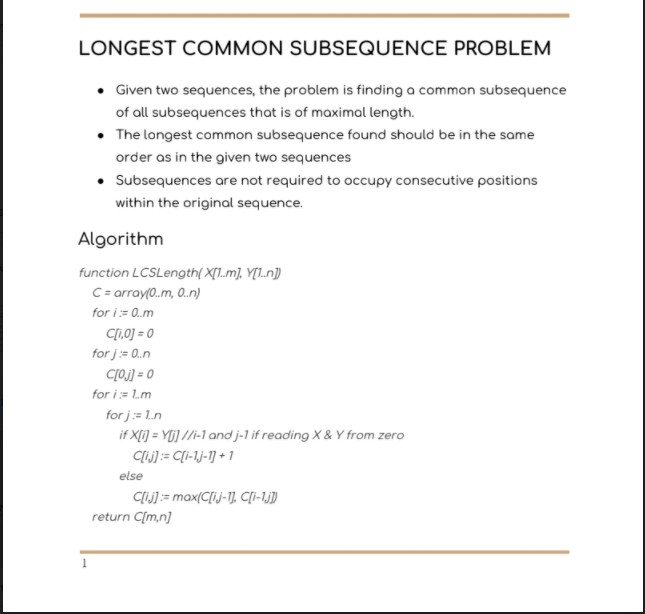 LONGEST COMMON SUBSEQUENCE PROBLEM
• Given two sequences, the problem is finding a common subsequence
of all subsequences that is of maximal length.
• The longest common subsequence found should be in the same
order as in the given two sequences
• Subsequences are not required to occupy consecutive positions
within the original sequence.
Algorithm
function LCSLength( X[1..m], Y[1..n])
C = array(0..m, 0..n)
for i := 0..m
C[i,0] = 0
for j := 0..n
C[0,j] = 0
for i := 1..m
for j := 1..n
if X[i] = Y[j] //i-1 and j-1 if reading X & Y from zero
C[i,j] := C[i-1,j-1] + 1
else
C[i,j] := max(C[i,j-1], C[i-1,j])
return C[m,n]
1